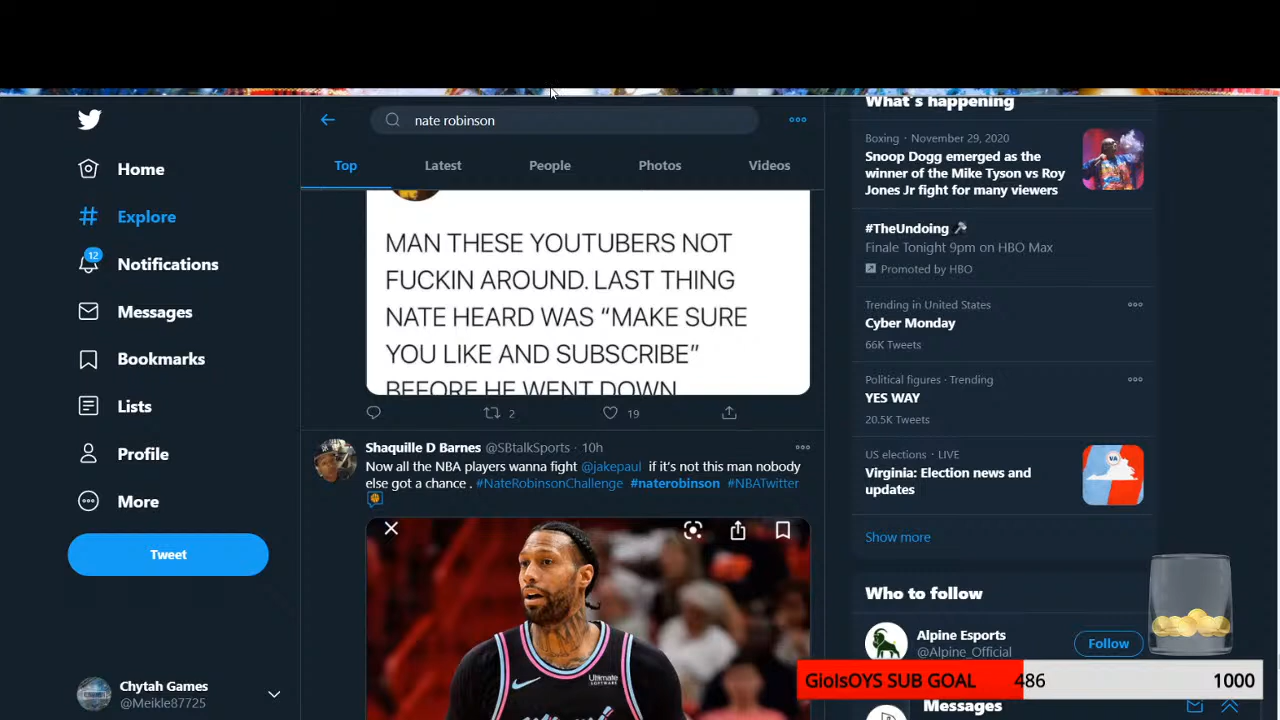 nate robinson
Top
Latest
People
Photos
Videos
Home
Explore
12
Notifications
Messages
Bookmarks
Lists
Profile
More
Tweet
Chytah Games
@Meikle87725
MAN THESE YOUTUBERS NOT
FUCKIN AROUND. LAST THING
NATE HEARD WAS “MAKE SURE
YOU LIKE AND SUBSCRIBE”
BEFORE HE WENT DOWN
2
19
Shaquille D Barnes @SBtalkSports · 10h
Now all the NBA players wanna fight @jakepaul if it's not this man nobody
else got a chance . #NateRobinsonChallenge #naterobinson #NBATwitter
Ultimate
SOFTWARE
What's happening
Boxing · November 29, 2020
Snoop Dogg emerged as the
winner of the Mike Tyson vs Roy
Jones Jr fight for many viewers
#TheUndoing
Finale Tonight 9pm on HBO Max
Promoted by HBO
Trending in United States
Cyber Monday
66K Tweets
Political figures · Trending
YES WAY
20.5K Tweets
US elections · LIVE
Virginia: Election news and
updates
VA
Show more
Who to follow
Alpine Esports
@Alpine_Official
Follow
GioIsOYS SUB GOAL
486
1000
Messages